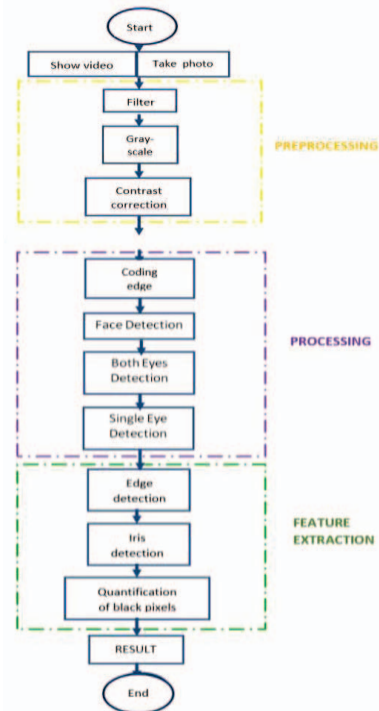 Start
Show video
Take photo
Filter
Gray-
scale
Contrast
correction
PREPROCESSING
Coding
edge
Face Detection
Both Eyes
Detection
Single Eye
Detection
PROCESSING
Edge
detection
Iris
detection
Quantification
of black pixels
FEATURE
EXTRACTION
RESULT
End